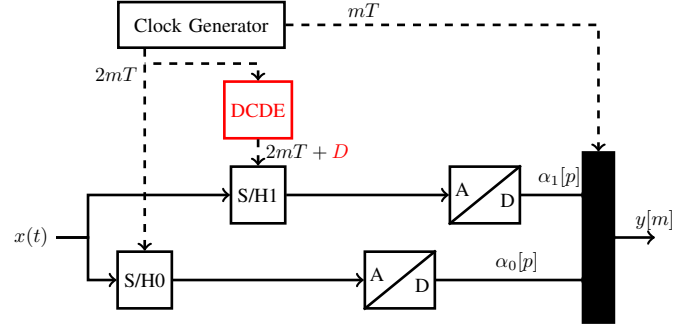 Clock Generator
mT
2mT
DCDE
2mT + D
S/H1
A
D
α₁[p]
x(t)
y[m]
S/H0
A
D
α₀[p]